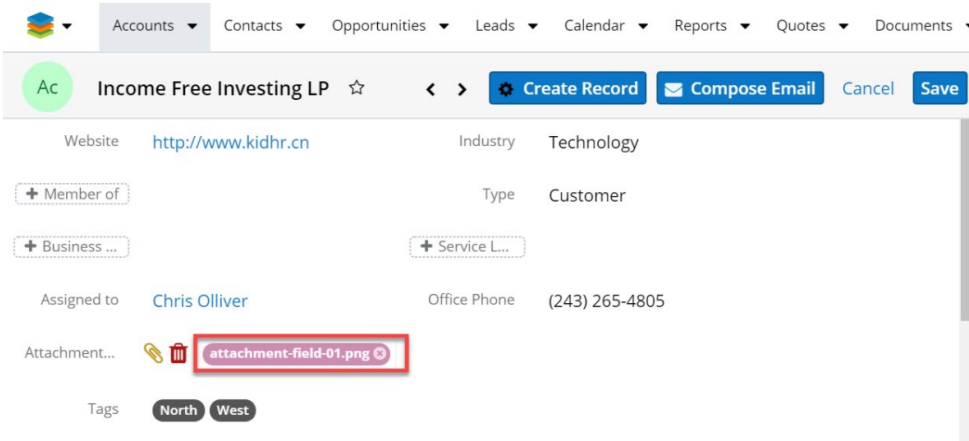 Accounts Contacts Opportunities Leads Calendar Reports Quotes Documents
Ac Income Free Investing LP Create Record Compose Email Cancel Save
Website http://www.kidhr.cn Industry Technology
+ Member of Type Customer
+ Business ... + Service L...
Assigned to Chris Olliver Office Phone (243) 265-4805
Attachment... attachment-field-01.png
Tags North West